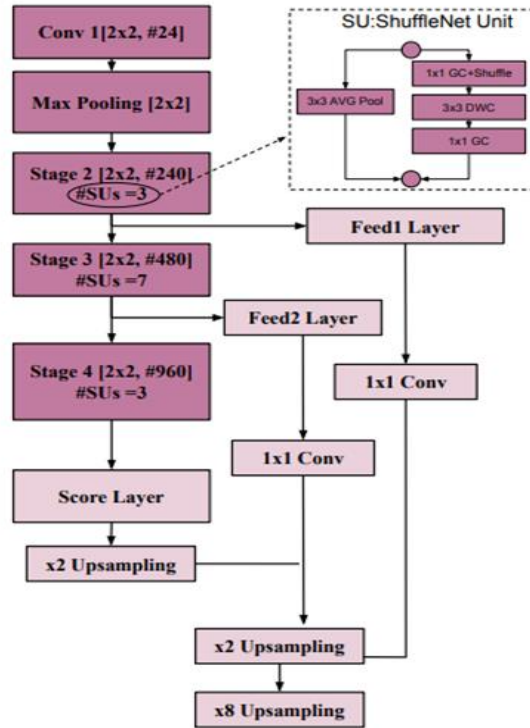 Conv 1[2x2, #24]
Max Pooling [2x2]
Stage 2 [2x2, #240]
#SUs =3
SU:ShuffleNet Unit
1x1 GC+Shuffle
3x3 AVG Pool
3x3 DWC
1x1 GC
Feed1 Layer
Stage 3 [2x2, #480]
#SUs =7
Feed2 Layer
Stage 4 [2x2, #960]
#SUs =3
1x1 Conv
1x1 Conv
Score Layer
x2 Upsampling
x2 Upsampling
x8 Upsampling